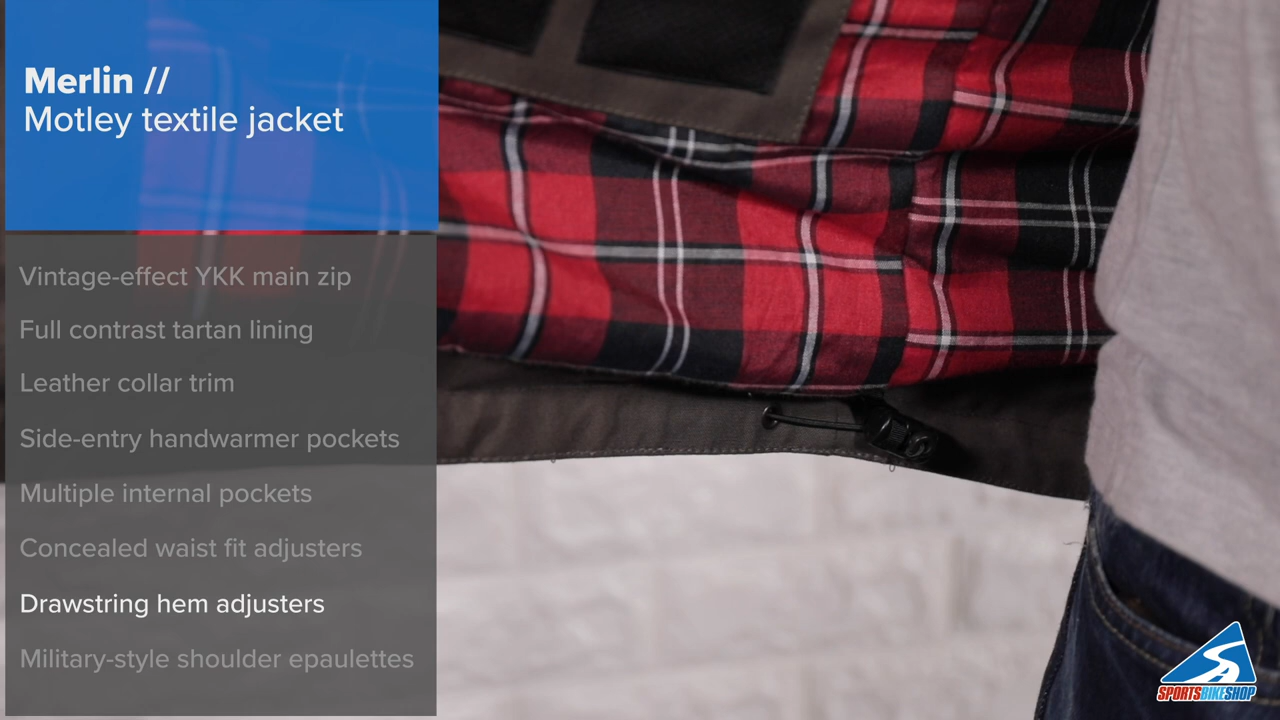 Merlin //
Motley textile jacket
Vintage-effect YKK main zip
Full contrast tartan lining
Leather collar trim
Side-entry handwarmer pockets
Multiple internal pockets
Concealed waist fit adjusters
Drawstring hem adjusters
Military-style shoulder epaulettes
SPORTSBIKESHOP